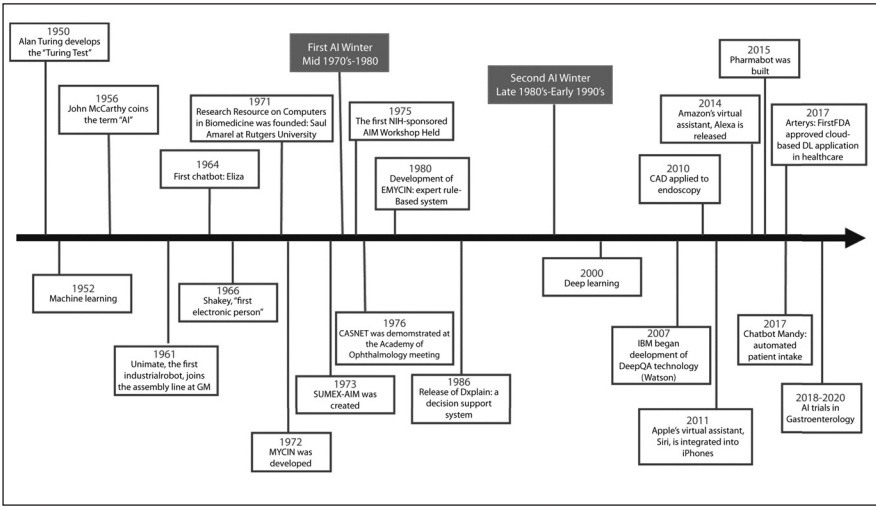 1950
Alan Turing develops
the "Turing Test"
1956
John McCarthy coins
the term "AI"
1964
First chatbot: Eliza
1971
Research Resource on Computers
in Biomedicine was founded: Saul
Amarel at Rutgers University
First AI Winter
Mid 1970's-1980
1975
The first NIH-sponsored
AIM Workshop Held
1980
Development of
EMYCIN: expert rule-
Based system
Second AI Winter
Late 1980's-Early 1990's
2010
CAD applied to
endoscopy
2014
Amazon's virtual
assistant, Alexa is
released
2015
Pharmabot was
built
2017
Arterys: FirstFDA
approved cloud-
based DL application
in healthcare
1952
Machine learning
1961
Unimate, the first
industrialrobot, joins
the assembly line at GM
1966
Shakey, "first
electronic person"
1972
MYCIN was
developed
1973
SUMEX-AIM was
created
1976
CASNET was demomstrated at
the Academy of
Ophthalmology meeting
1986
Release of Dxplain: a
decision support
system
2000
Deep learning
2007
IBM began
deelopment of
DeepQA technology
(Watson)
2011
Apple's virtual assistant,
Siri, is integrated into
iPhones
2017
Chatbot Mandy:
automated
patient intake
2018-2020
AI trials in
Gastroenterology